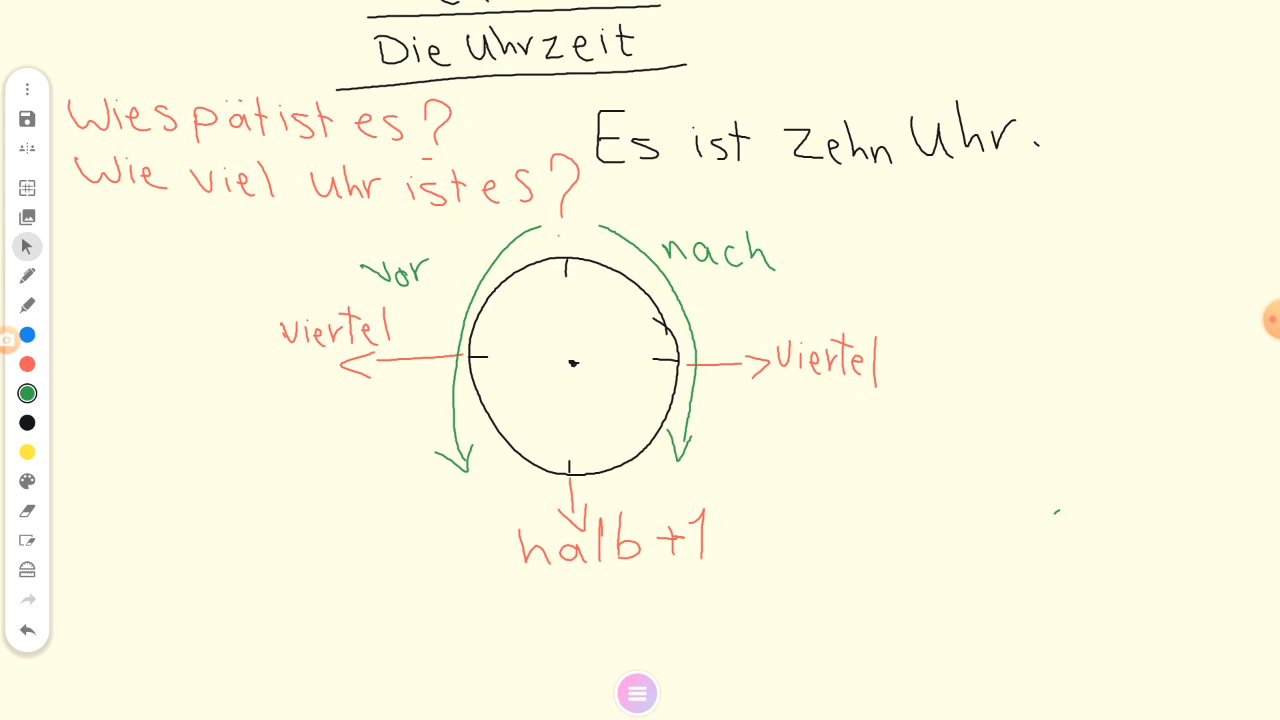 Die Uhrzeit
Wie spät ist es?
Es ist zehn Uhr.
Wie viel Uhr ist es?
vor
nach
viertel
viertel
halb+1